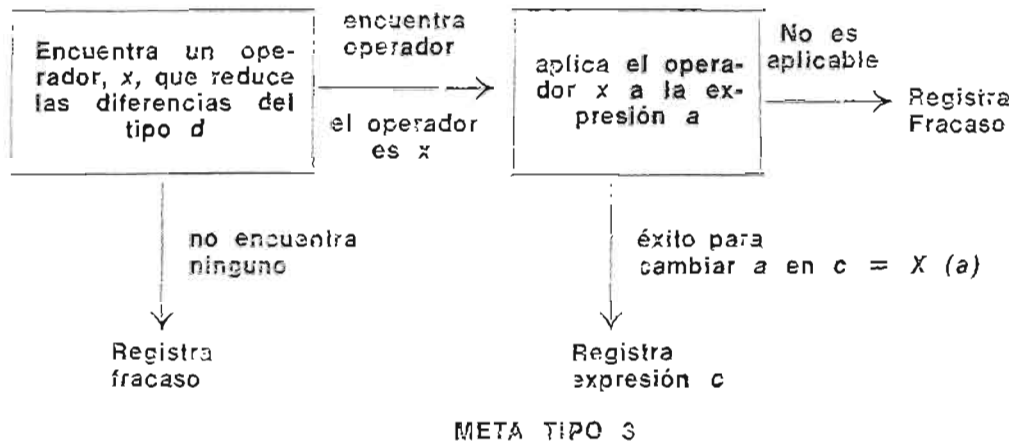 Encuentra un ope-
rador, x, que reduce
las diferencias del
tipo d
encuentra
operador
el operador
es x
aplica el opera-
dor x a la ex-
presión a
No es
aplicable
Registra
Fracaso
no encuentra
ninguno
éxito para
cambiar a en c = X (a)
Registra
fracaso
Registra
expresión c
META TIPO 3